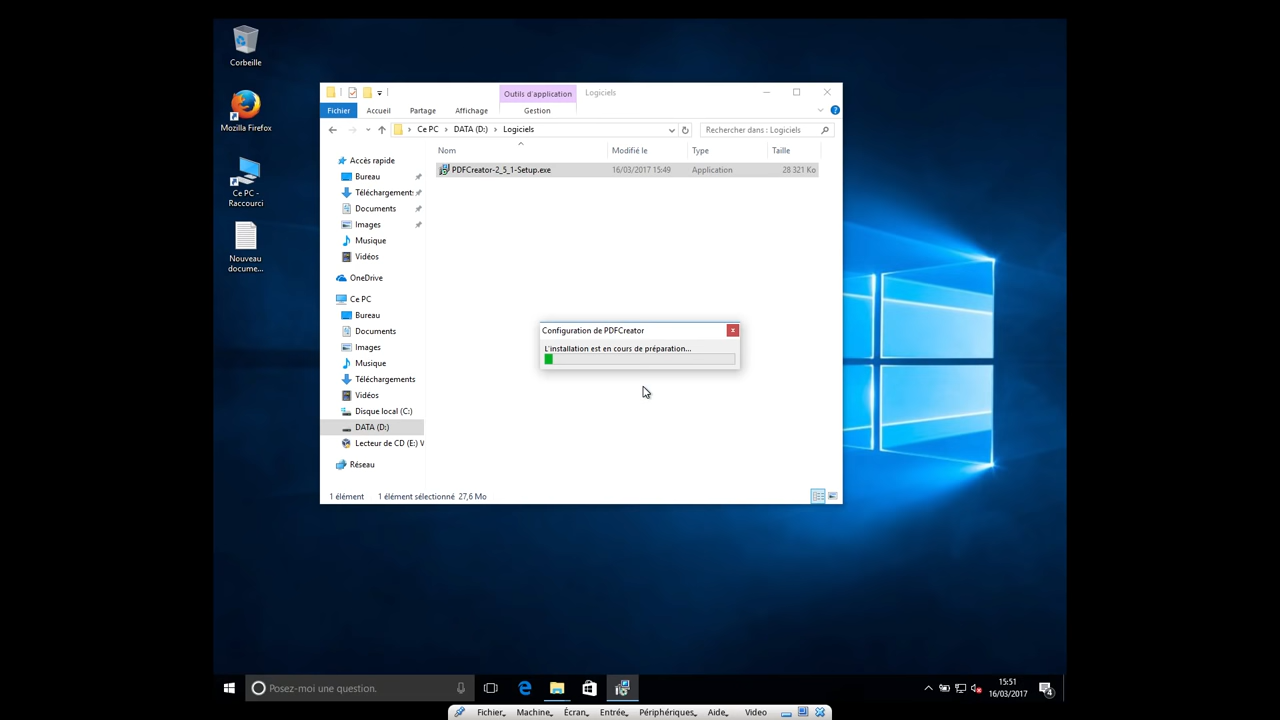 Corbeille
Mozilla Firefox
Ce PC -
Raccourci
Nouveau
docume...
Outils d'application
Logiciels
Fichier
Accueil
Partage
Affichage
Gestion
Ce PC > DATA (D:) > Logiciels
Rechercher dans : Logiciels
Nom
Modifié le
Type
Taille
PDFCreator-2_5_1-Setup.exe
16/03/2017 15:49
Application
28 321 Ko
Accès rapide
Bureau
Téléchargement:
Documents
Images
Musique
Vidéos
OneDrive
Ce PC
Bureau
Documents
Images
Musique
Téléchargements
Vidéos
Disque local (C:)
DATA (D:)
Lecteur de CD (E:) V
Réseau
Configuration de PDFCreator
L'installation est en cours de préparation...
1 élément
1 élément sélectionné 27,6 Mo
Posez-moi une question.
15:51
16/03/2017
4
Fichier
Machine
Écran
Entrée
Périphériques
Aide
Video